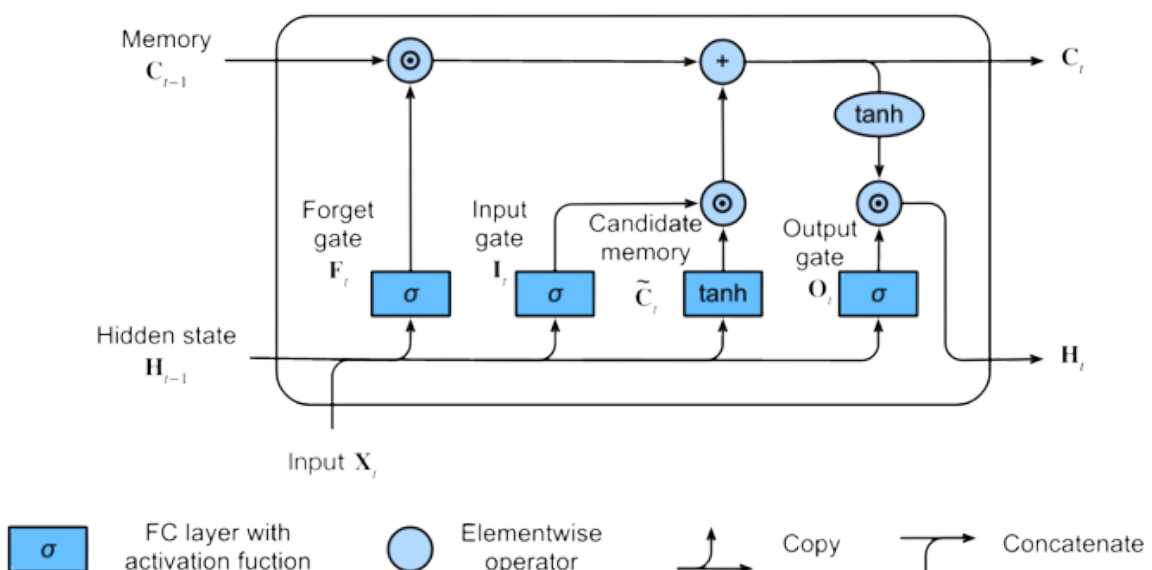 Memory
C_{t-1}
⊙
+
C_t
tanh
⊙
⊙
Forget
gate
F_t
Input
gate
I_t
Candidate
memory
C̃_t
Output
gate
O_t
σ
σ
tanh
σ
Hidden state
H_{t-1}
H_t
Input X_t
σ
FC layer with
activation fuction
Elementwise
operator
Copy
Concatenate